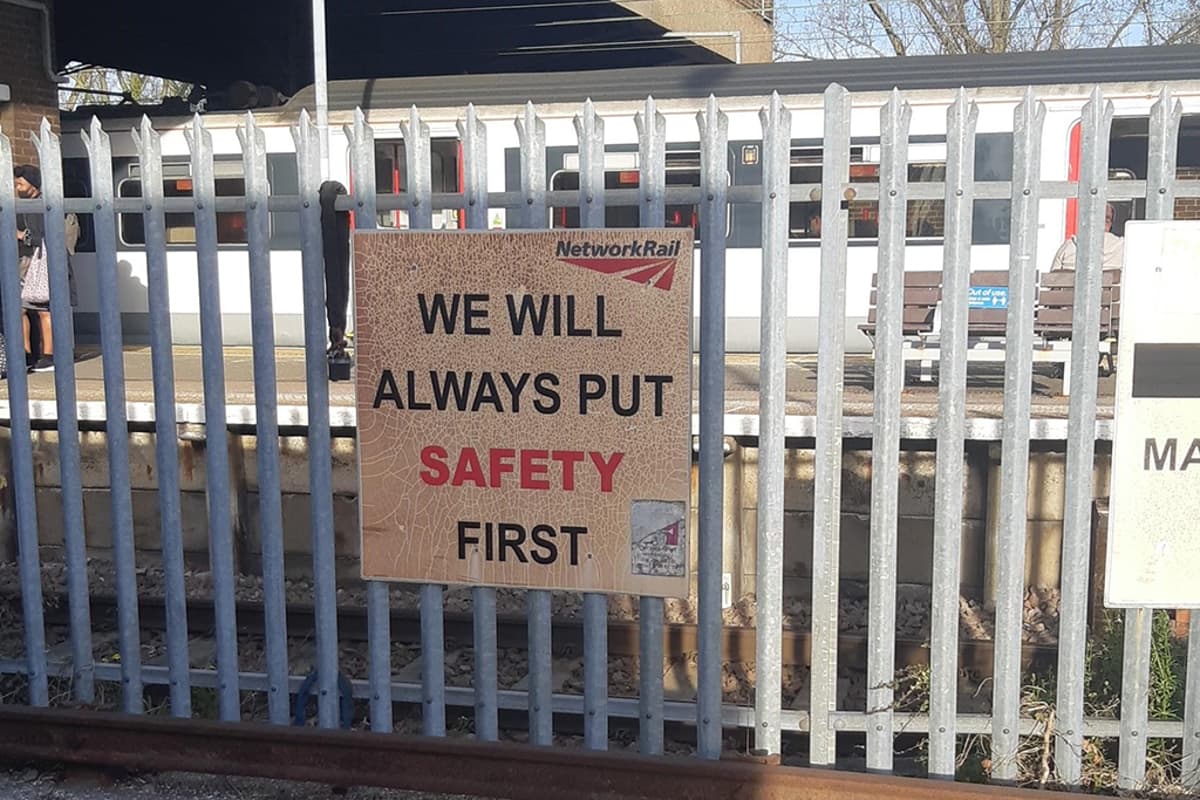 NetworkRail
WE WILL
ALWAYS PUT
SAFETY
FIRST
Out of use.
MA